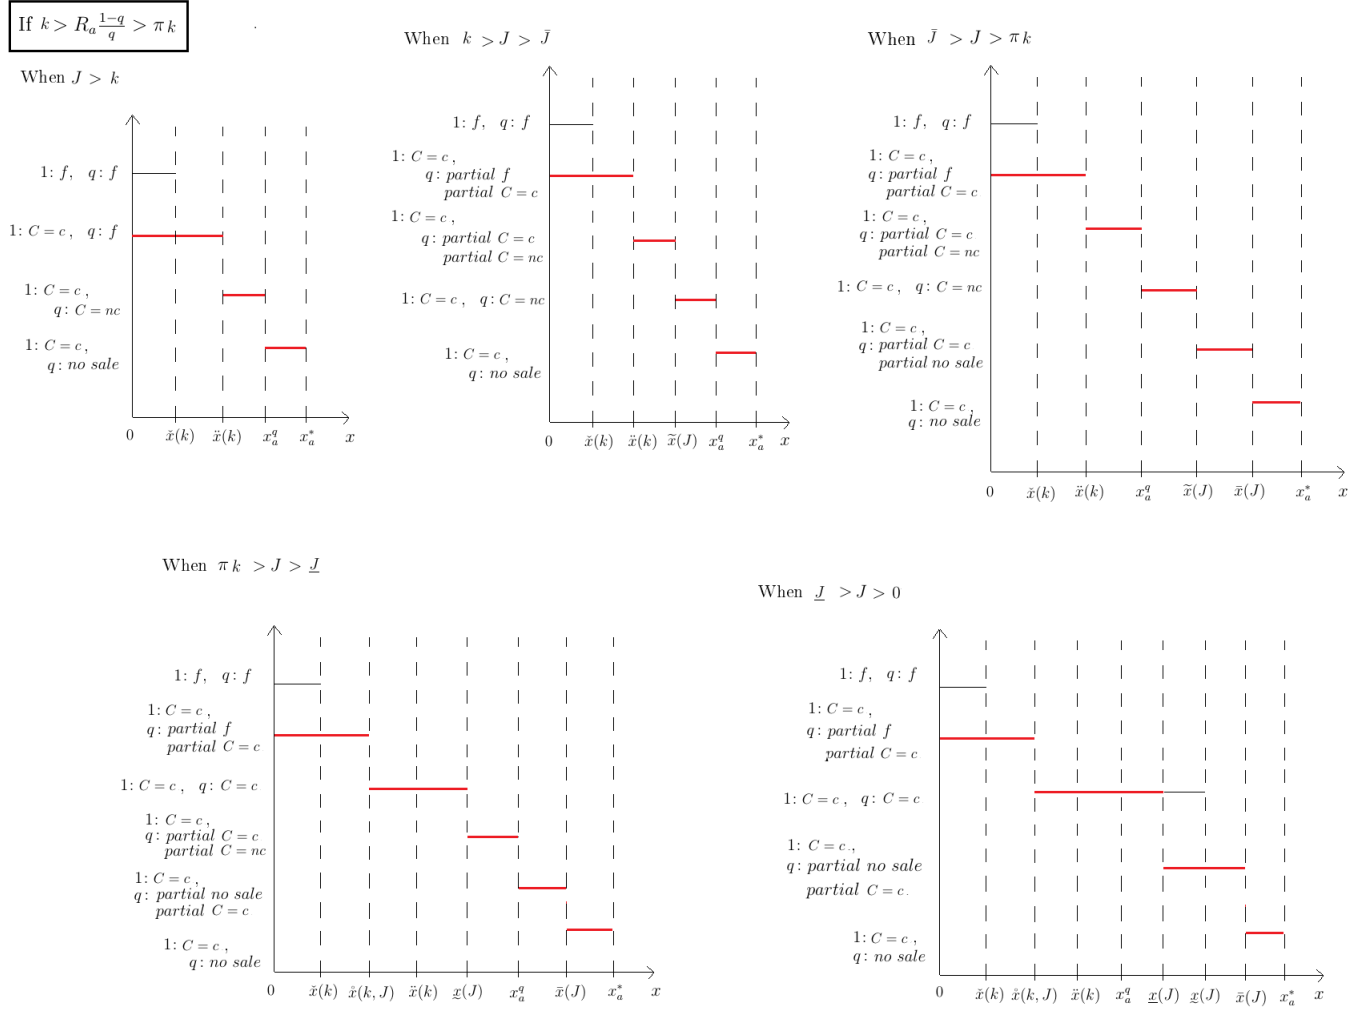 If k > R_a \frac{1-q}{q} > π k
When J > k
1: f, q: f
1: C = c, q: f
1: C = c,
q: C = nc
1: C = c,
q: no sale
0 x̌(k) ẍ(k) x_a^q x_a^* x
When k > J > J̄
1: f, q: f
1: C = c,
q: partial f
partial C = c
1: C = c,
q: partial C = c
partial C = nc
1: C = c, q: C = nc
1: C = c,
q: no sale
0 x̌(k) ẍ(k) x̃(J) x_a^q x_a^* x
When J̄ > J > π k
1: f, q: f
1: C = c,
q: partial f
partial C = c
1: C = c,
q: partial C = c
partial C = nc
1: C = c, q: C = nc
1: C = c,
q: partial C = c
partial no sale
1: C = c,
q: no sale
0 x̌(k) ẍ(k) x_a^q x̃(J) x̄(J) x_a^* x
When π k > J > J̲
1: f, q: f
1: C = c,
q: partial f
partial C = c
1: C = c, q: C = c
1: C = c,
q: partial C = c
partial C = nc
1: C = c,
q: partial no sale
partial C = c
1: C = c,
q: no sale
0 x̌(k) x̊(k, J) ẍ(k) x̰(J) x_a^q x̄(J) x_a^* x
When J̲ > J > 0
1: f, q: f
1: C = c,
q: partial f
partial C = c
1: C = c, q: C = c
1: C = c.,
q: partial no sale
partial C = c.
1: C = c,
q: no sale
0 x̌(k) x̊(k, J) ẍ(k) x_a^q x̲(J) x̰(J) x̄(J) x_a^* x